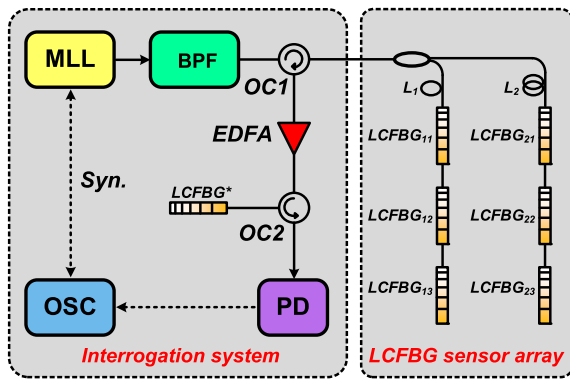 MLL
BPF
OC1
EDFA
Syn.
LCFBG*
OC2
OSC
PD
Interrogation system
L1
L2
LCFBG11
LCFBG21
LCFBG12
LCFBG22
LCFBG13
LCFBG23
LCFBG sensor array